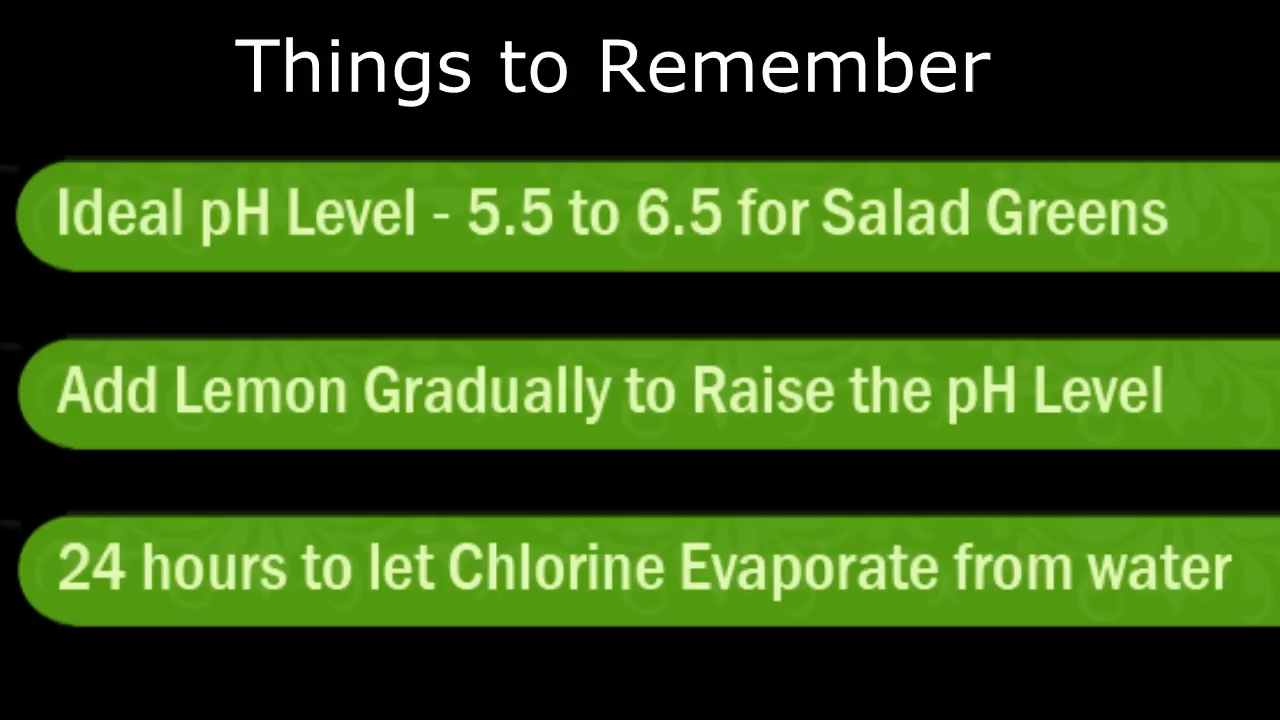 Things to Remember
Ideal pH Level - 5.5 to 6.5 for Salad Greens
Add Lemon Gradually to Raise the pH Level
24 hours to let Chlorine Evaporate from water